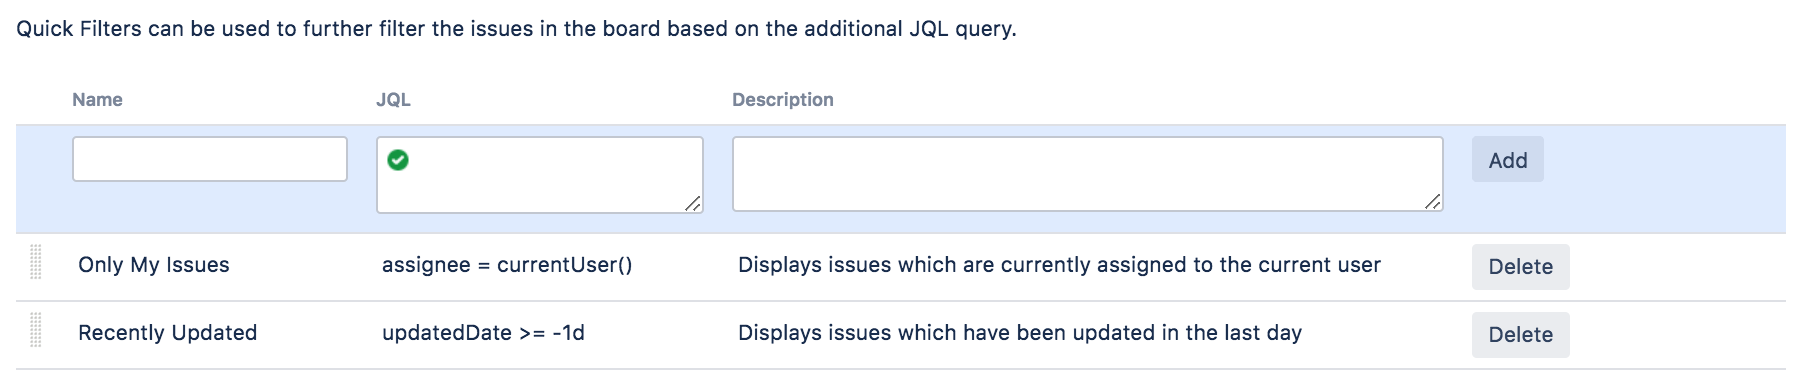 Quick Filters can be used to further filter the issues in the board based on the additional JQL query.
Name JQL Description
Add
Only My Issues assignee = currentUser() Displays issues which are currently assigned to the current user Delete
Recently Updated updatedDate >= -1d Displays issues which have been updated in the last day Delete